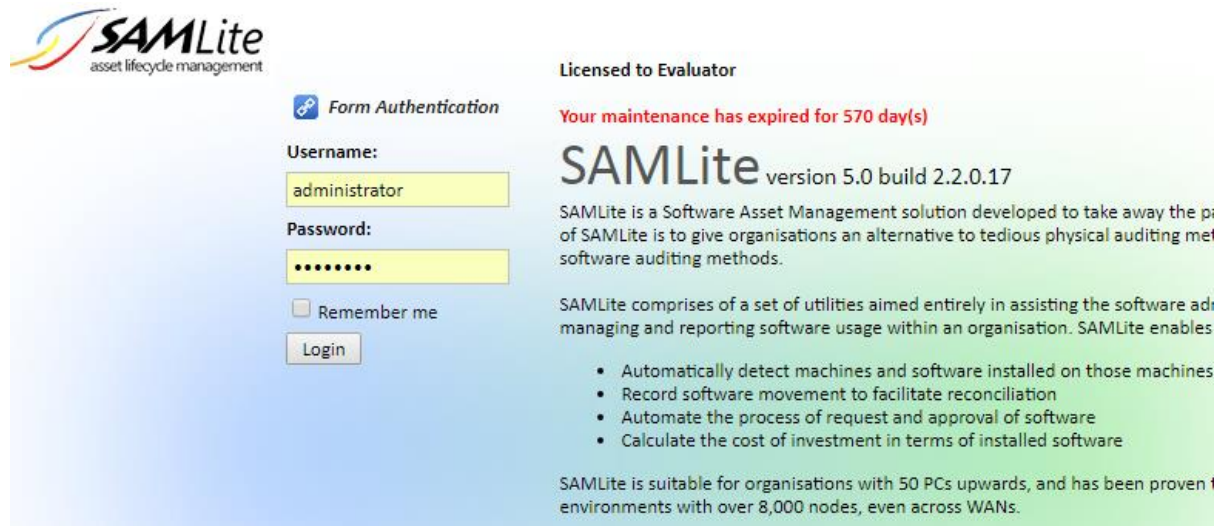 SAMLite
asset lifecycle management
Form Authentication
Username:
administrator
Password:
••••••••
Remember me
Login
Licensed to Evaluator
Your maintenance has expired for 570 day(s)
SAMLite version 5.0 build 2.2.0.17
SAMLite is a Software Asset Management solution developed to take away the
of SAMLite is to give organisations an alternative to tedious physical auditing
software auditing methods.
SAMLite comprises of a set of utilities aimed entirely in assisting the software
managing and reporting software usage within an organisation. SAMLite enables
• Automatically detect machines and software installed on those machines
• Record software movement to facilitate reconciliation
• Automate the process of request and approval of software
• Calculate the cost of investment in terms of installed software
SAMLite is suitable for organisations with 50 PCs upwards, and has been proven
environments with over 8,000 nodes, even across WANs.